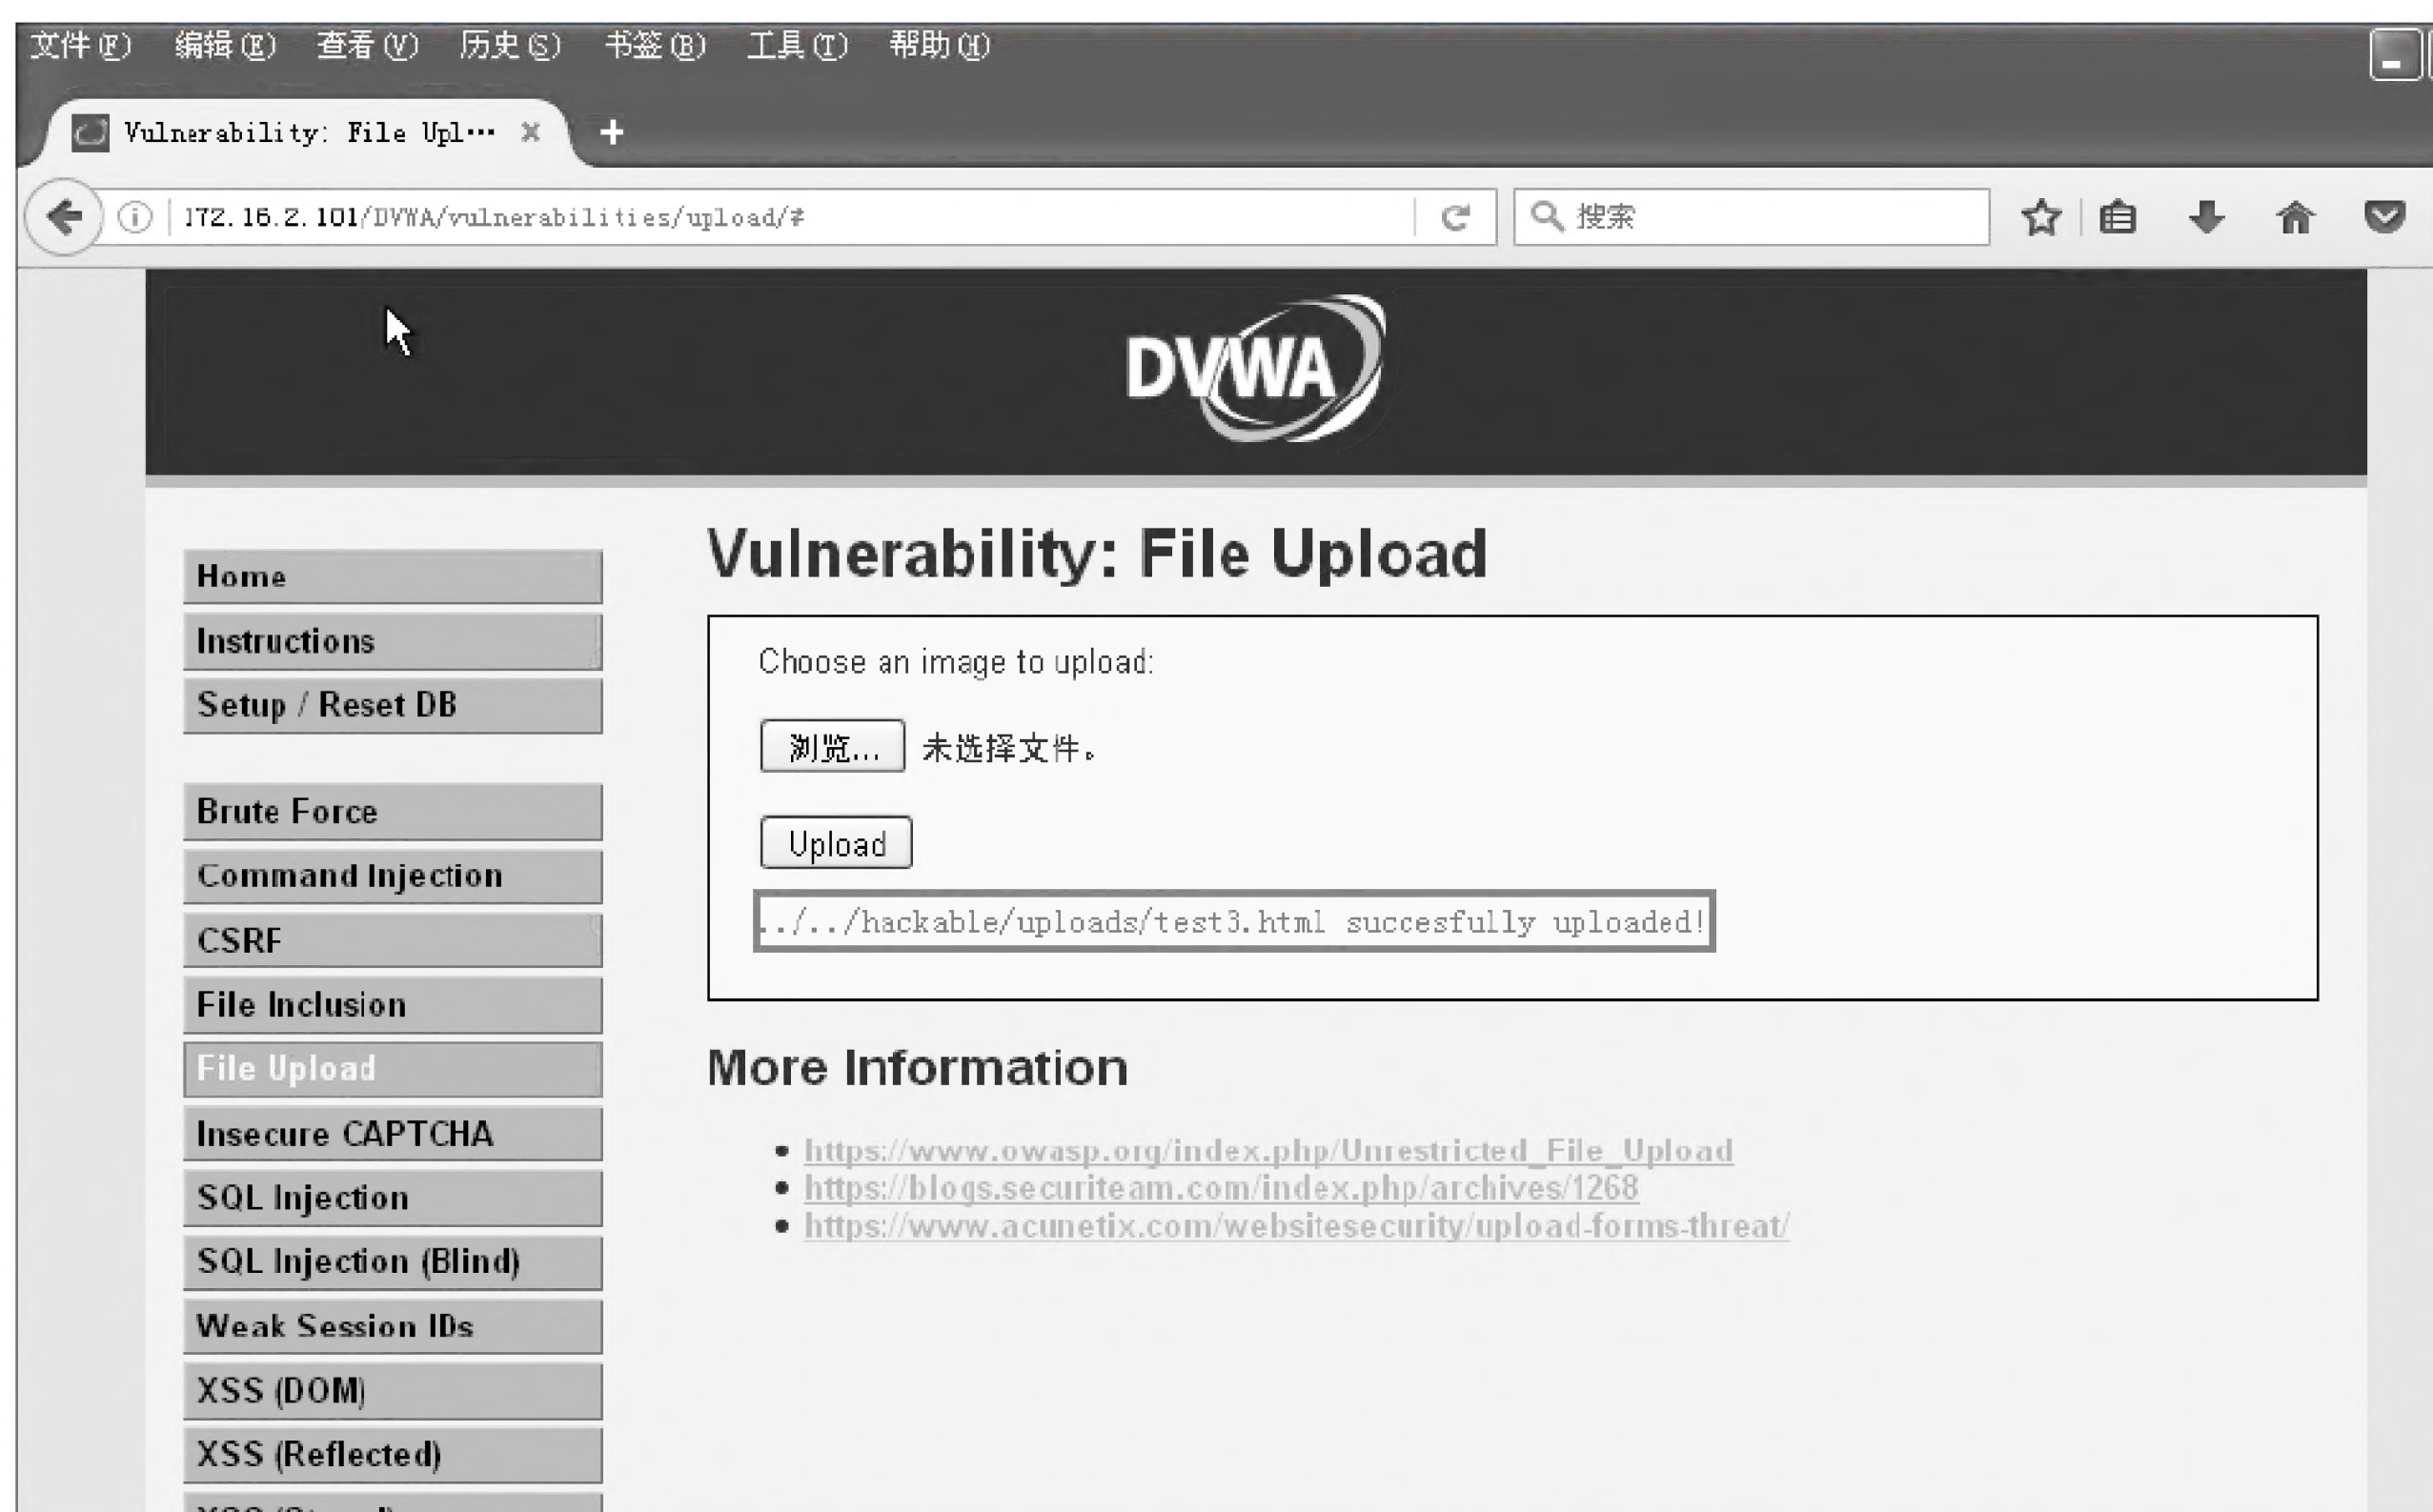 文件(F) 编辑(E) 查看(V) 历史(S) 书签(B) 工具(T) 帮助(H)
Vulnerability: File Upl…
172.16.2.101/DVWA/vulnerabilities/upload/#
搜索
DVWA
Home
Instructions
Setup / Reset DB
Brute Force
Command Injection
CSRF
File Inclusion
File Upload
Insecure CAPTCHA
SQL Injection
SQL Injection (Blind)
Weak Session IDs
XSS (DOM)
XSS (Reflected)
Vulnerability: File Upload
Choose an image to upload:
浏览... 未选择文件。
Upload
../../hackable/uploads/test3.html succesfully uploaded!
More Information
https://www.owasp.org/index.php/Unrestricted_File_Upload
https://blogs.securiteam.com/index.php/archives/1268
https://www.acunetix.com/websitesecurity/upload-forms-threat/